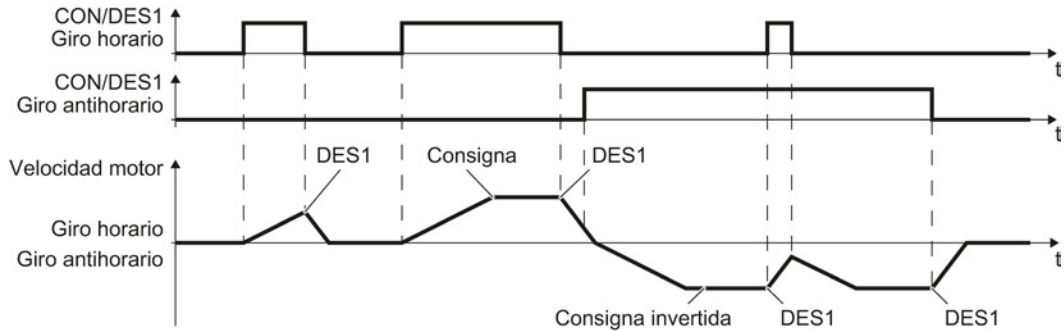 CON/DES1
Giro horario
t
CON/DES1
Giro antihorario
t
Velocidad motor
DES1
Consigna
DES1
Giro horario
Giro antihorario
t
Consigna invertida
DES1
DES1